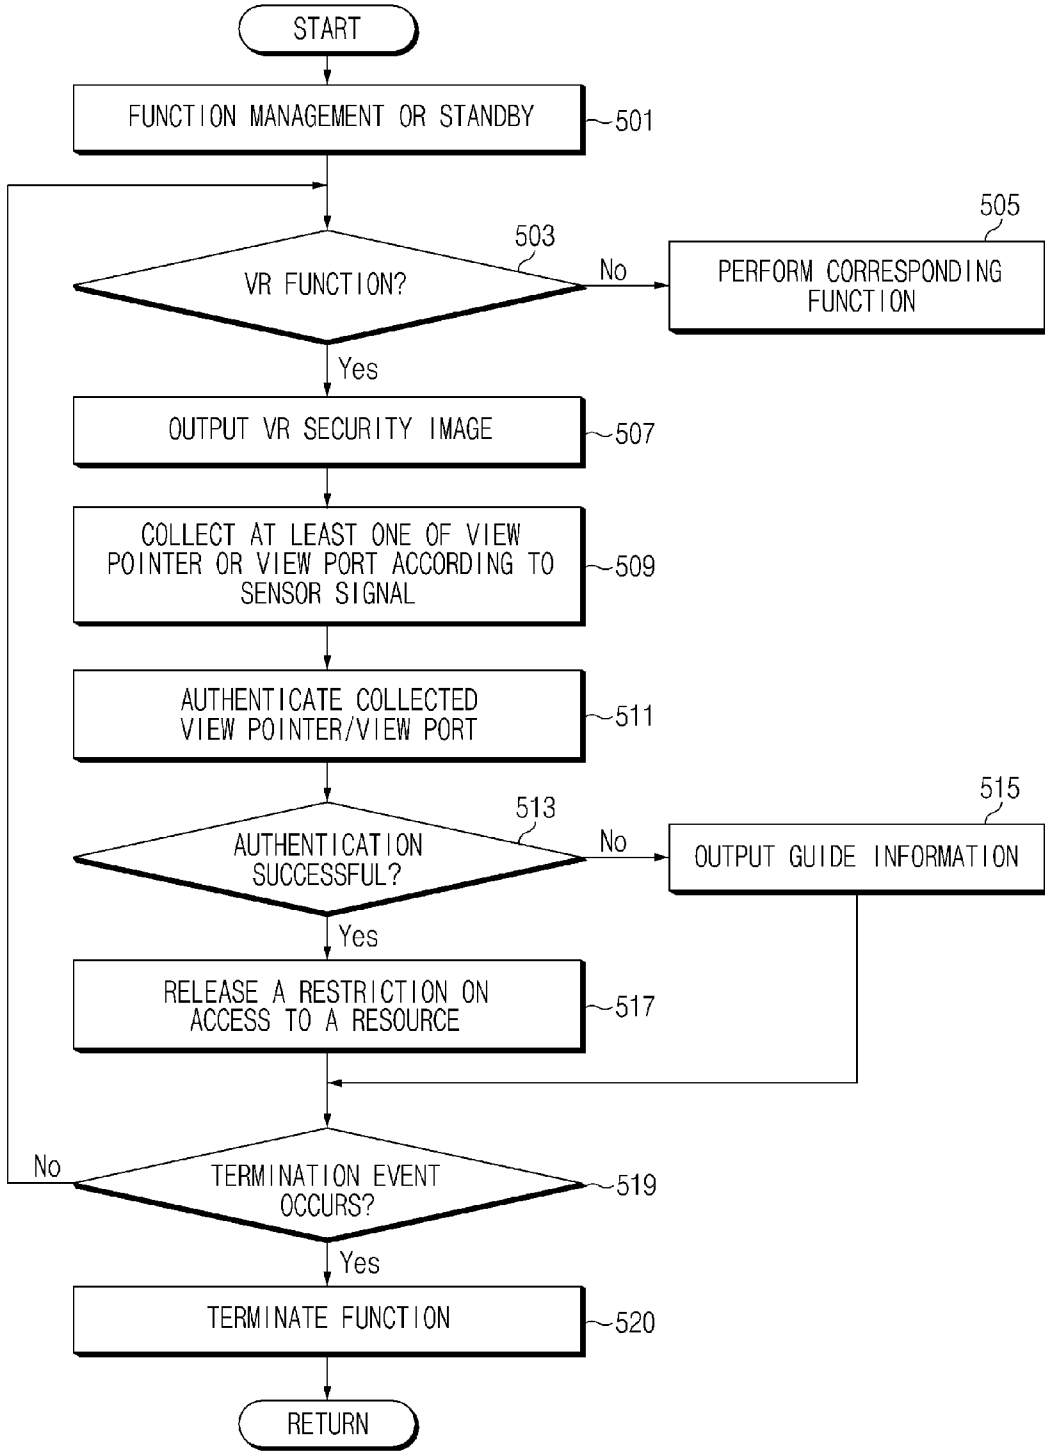 START
FUNCTION MANAGEMENT OR STANDBY
501
503
VR FUNCTION?
No
505
PERFORM CORRESPONDING
FUNCTION
Yes
OUTPUT VR SECURITY IMAGE
507
COLLECT AT LEAST ONE OF VIEW
POINTER OR VIEW PORT ACCORDING TO
SENSOR SIGNAL
509
AUTHENTICATE COLLECTED
VIEW POINTER/VIEW PORT
511
513
AUTHENTICATION
SUCCESSFUL?
No
515
OUTPUT GUIDE INFORMATION
Yes
RELEASE A RESTRICTION ON
ACCESS TO A RESOURCE
517
No
TERMINATION EVENT
OCCURS?
519
Yes
TERMINATE FUNCTION
520
RETURN